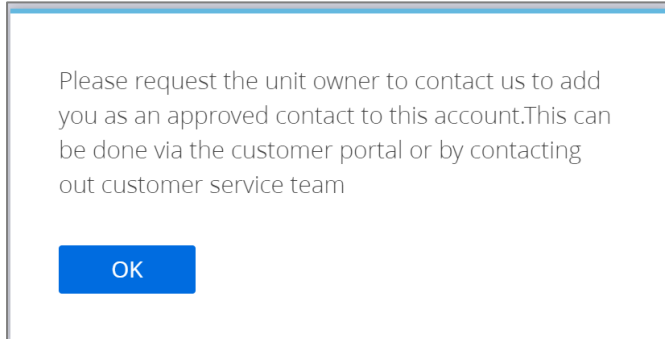 Please request the unit owner to contact us to add
you as an approved contact to this account.This can
be done via the customer portal or by contacting
out customer service team
OK